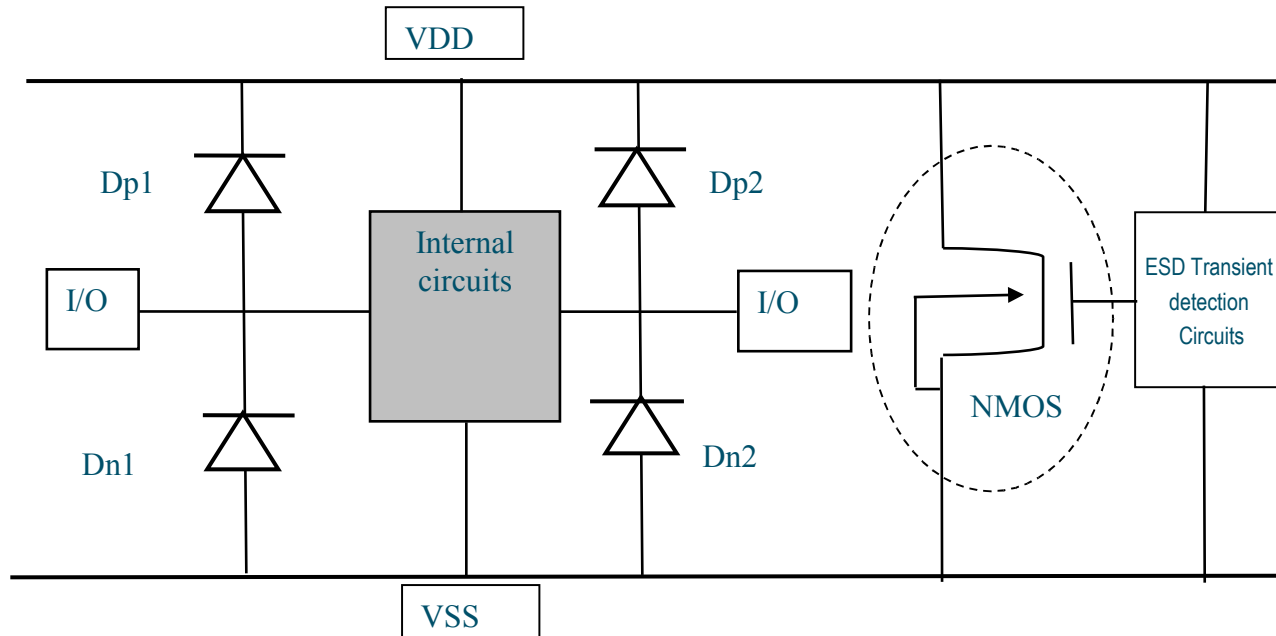 VDD
Dp1
Dp2
Internal
circuits
I/O
I/O
ESD Transient
detection
Circuits
NMOS
Dn1
Dn2
VSS